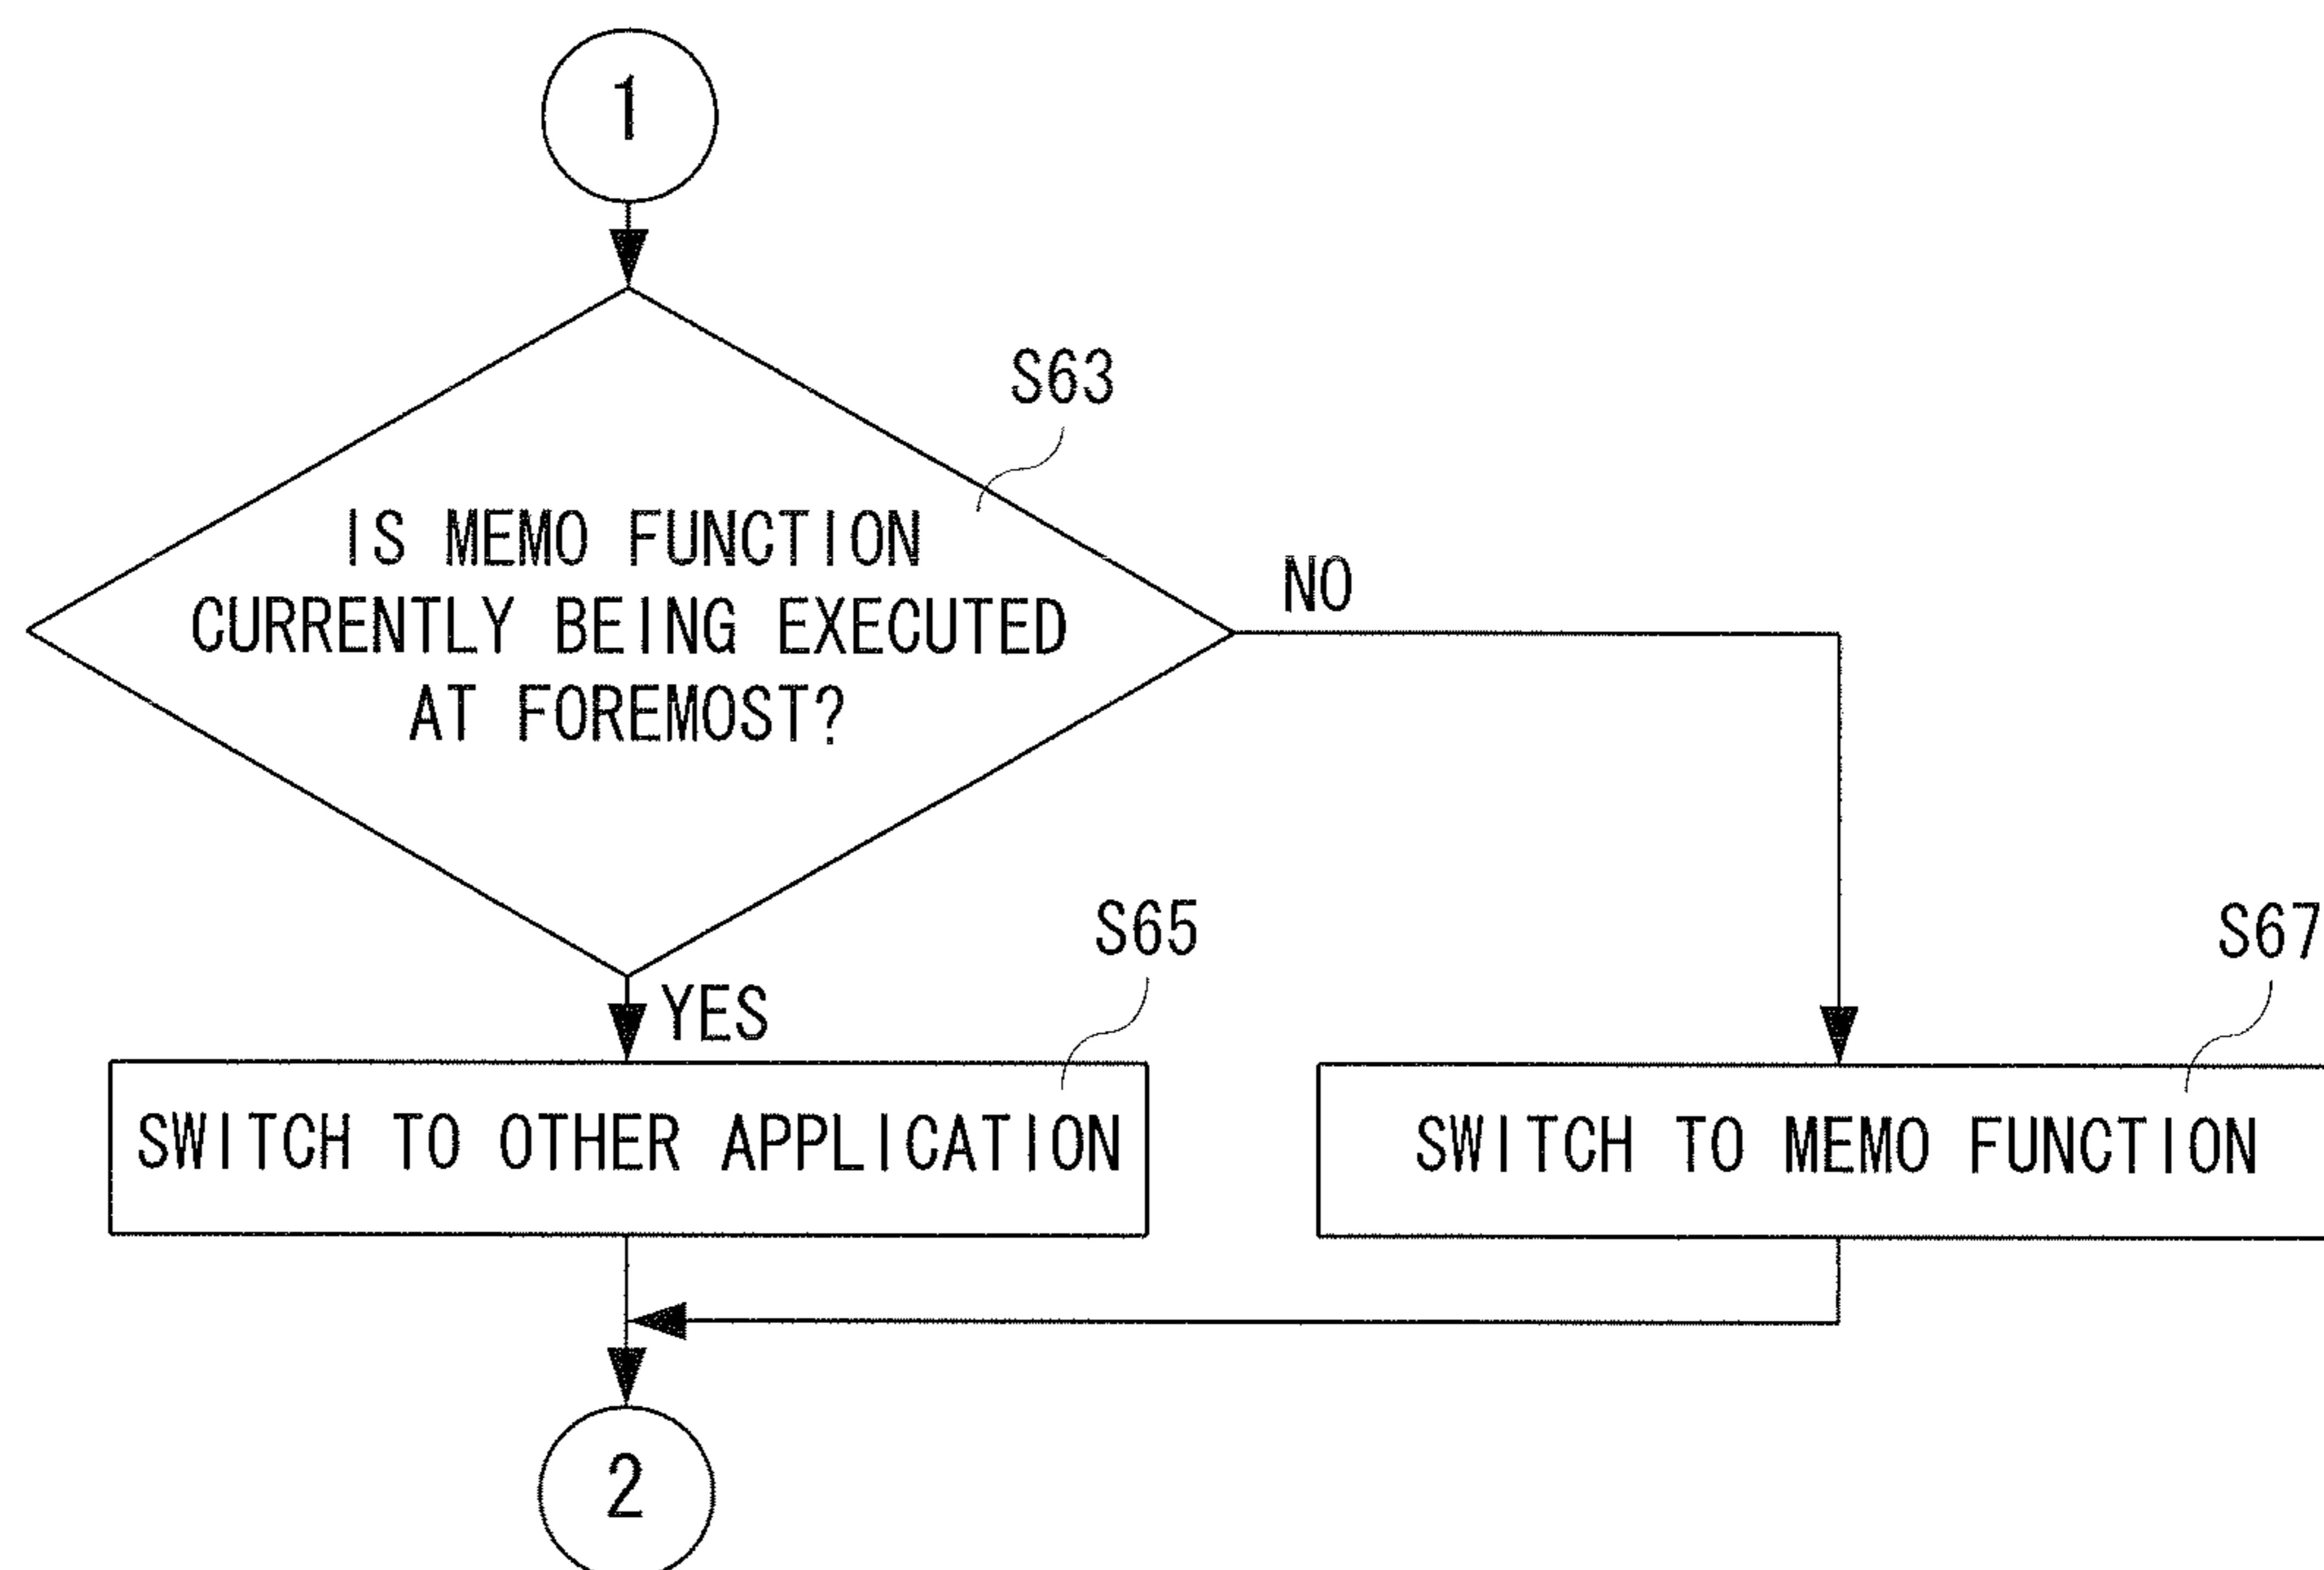 1
S63
IS MEMO FUNCTION
CURRENTLY BEING EXECUTED
AT FOREMOST?
NO
YES
S65
S67
SWITCH TO OTHER APPLICATION
SWITCH TO MEMO FUNCTION
2